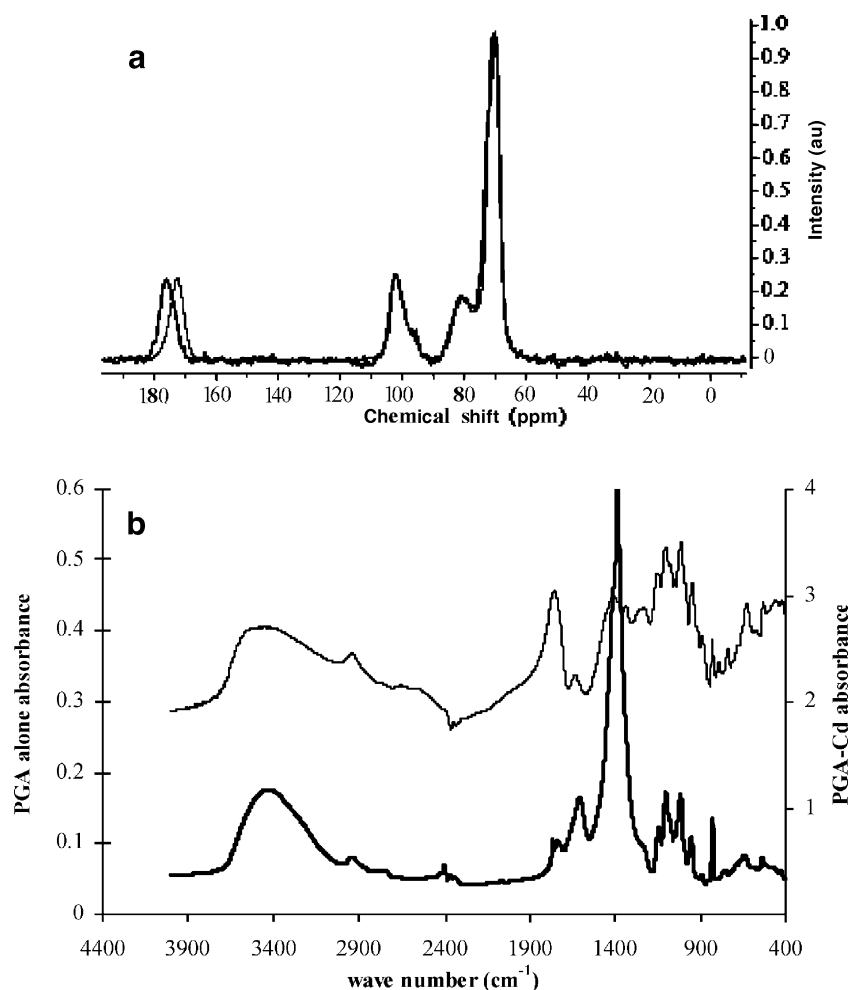 a
1.0
0.9
0.8
0.7
0.6
0.5
0.4
0.3
0.2
0.1
0
Intensity (au)
180 160 140 120 100 80 60 40 20 0
Chemical shift (ppm)
b
0.6
0.5
0.4
0.3
0.2
0.1
0
PGA alone absorbance
4
3
2
1
PGA-Cd absorbance
4400 3900 3400 2900 2400 1900 1400 900 400
wave number (cm⁻¹)